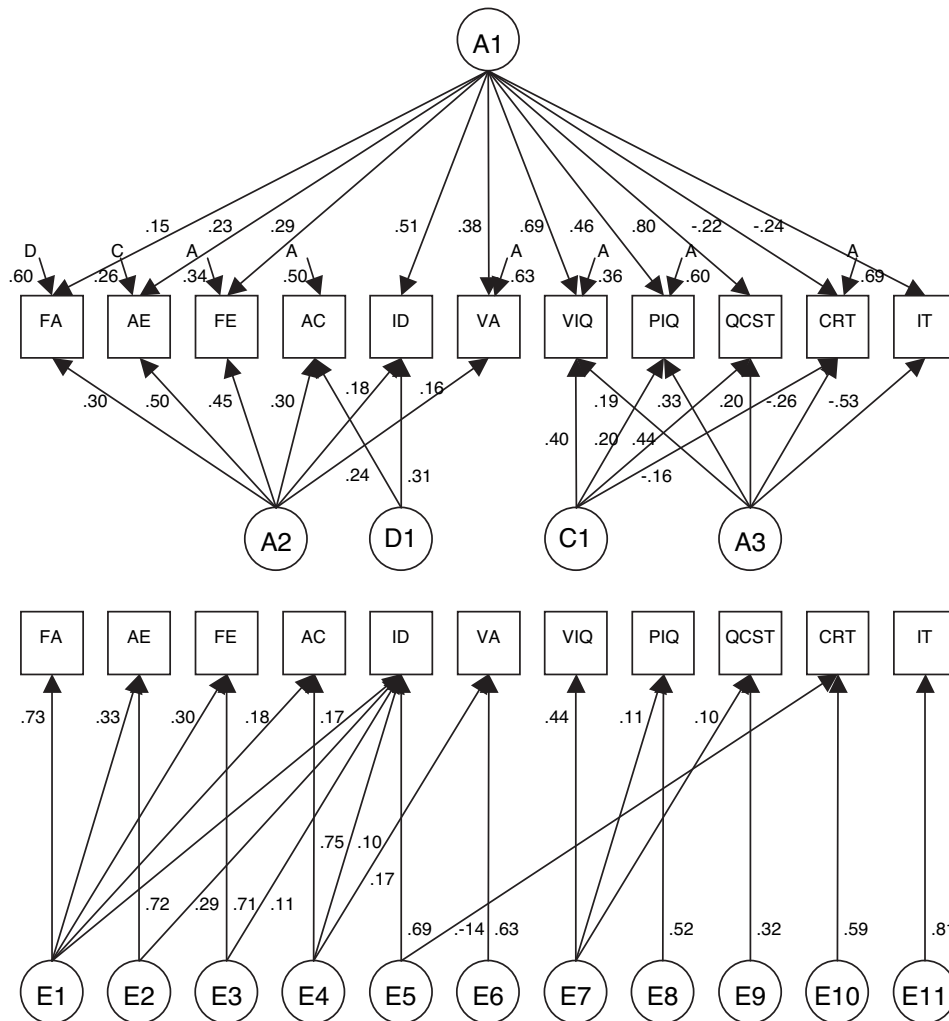 A1
.15 .23 .29 .51 .38 .69 .46 .80 -.22 -.24
D C A A A A A A
.60 .26 .34 .50 .63 .36 .60 .69
FA AE FE AC ID VA VIQ PIQ QCST CRT IT
.30 .50 .45 .30 .18 .16 .19 .33 .20 -.26 -.53
.40 .20 .44
.24 .31 -.16
A2 D1 C1 A3
FA AE FE AC ID VA VIQ PIQ QCST CRT IT
.73 .33 .30 .18 .17 .44 .11 .10
.75 .10
.17
.72 .29 .71 .11
.69 .-14 .63 .52 .32 .59 .81
E1 E2 E3 E4 E5 E6 E7 E8 E9 E10 E11